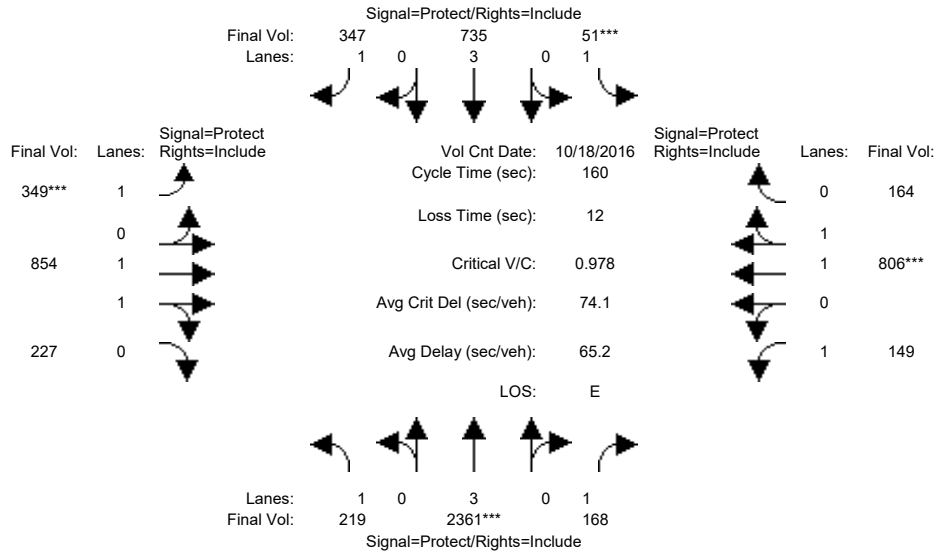 Signal=Protect/Rights=Include
Final Vol: 347 735 51***
Lanes: 1 0 3 0 1
Signal=Protect Signal=Protect
Final Vol: Lanes: Rights=Include Vol Cnt Date: 10/18/2016 Rights=Include Lanes: Final Vol:
Cycle Time (sec): 160
349*** 1 0 164
Loss Time (sec): 12
0 1
854 1 Critical V/C: 0.978 1 806***
1 Avg Crit Del (sec/veh): 74.1 0
227 0 Avg Delay (sec/veh): 65.2 1 149
LOS: E
Lanes: 1 0 3 0 1
Final Vol: 219 2361*** 168
Signal=Protect/Rights=Include